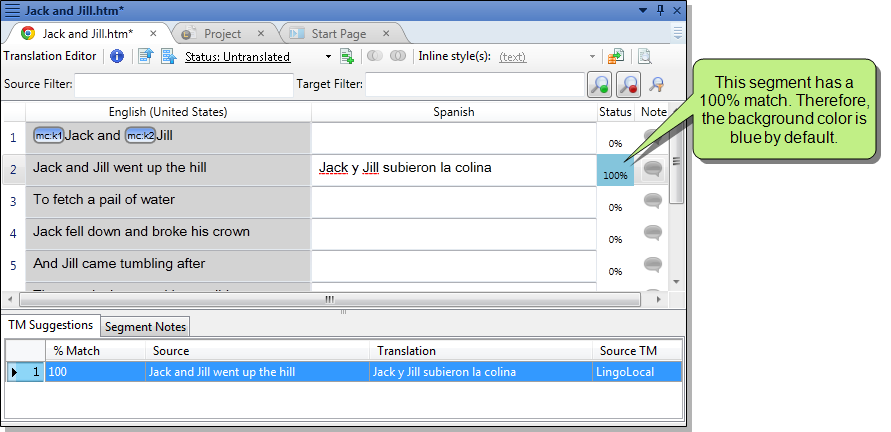 Jack and Jill.htm*
Jack and Jill.htm* Project Start Page
Translation Editor Status: Untranslated Inline style(s): (text)
Source Filter: Target Filter:
English (United States) Spanish Status Note
1 mc:k1 Jack and mc:k2 Jill 0%
2 Jack and Jill went up the hill Jack y Jill subieron la colina 100%
3 To fetch a pail of water 0%
4 Jack fell down and broke his crown 0%
5 And Jill came tumbling after 0%
TM Suggestions Segment Notes
% Match Source Translation Source TM
1 100 Jack and Jill went up the hill Jack y Jill subieron la colina LingoLocal
This segment has a
100% match. Therefore,
the background color is
blue by default.